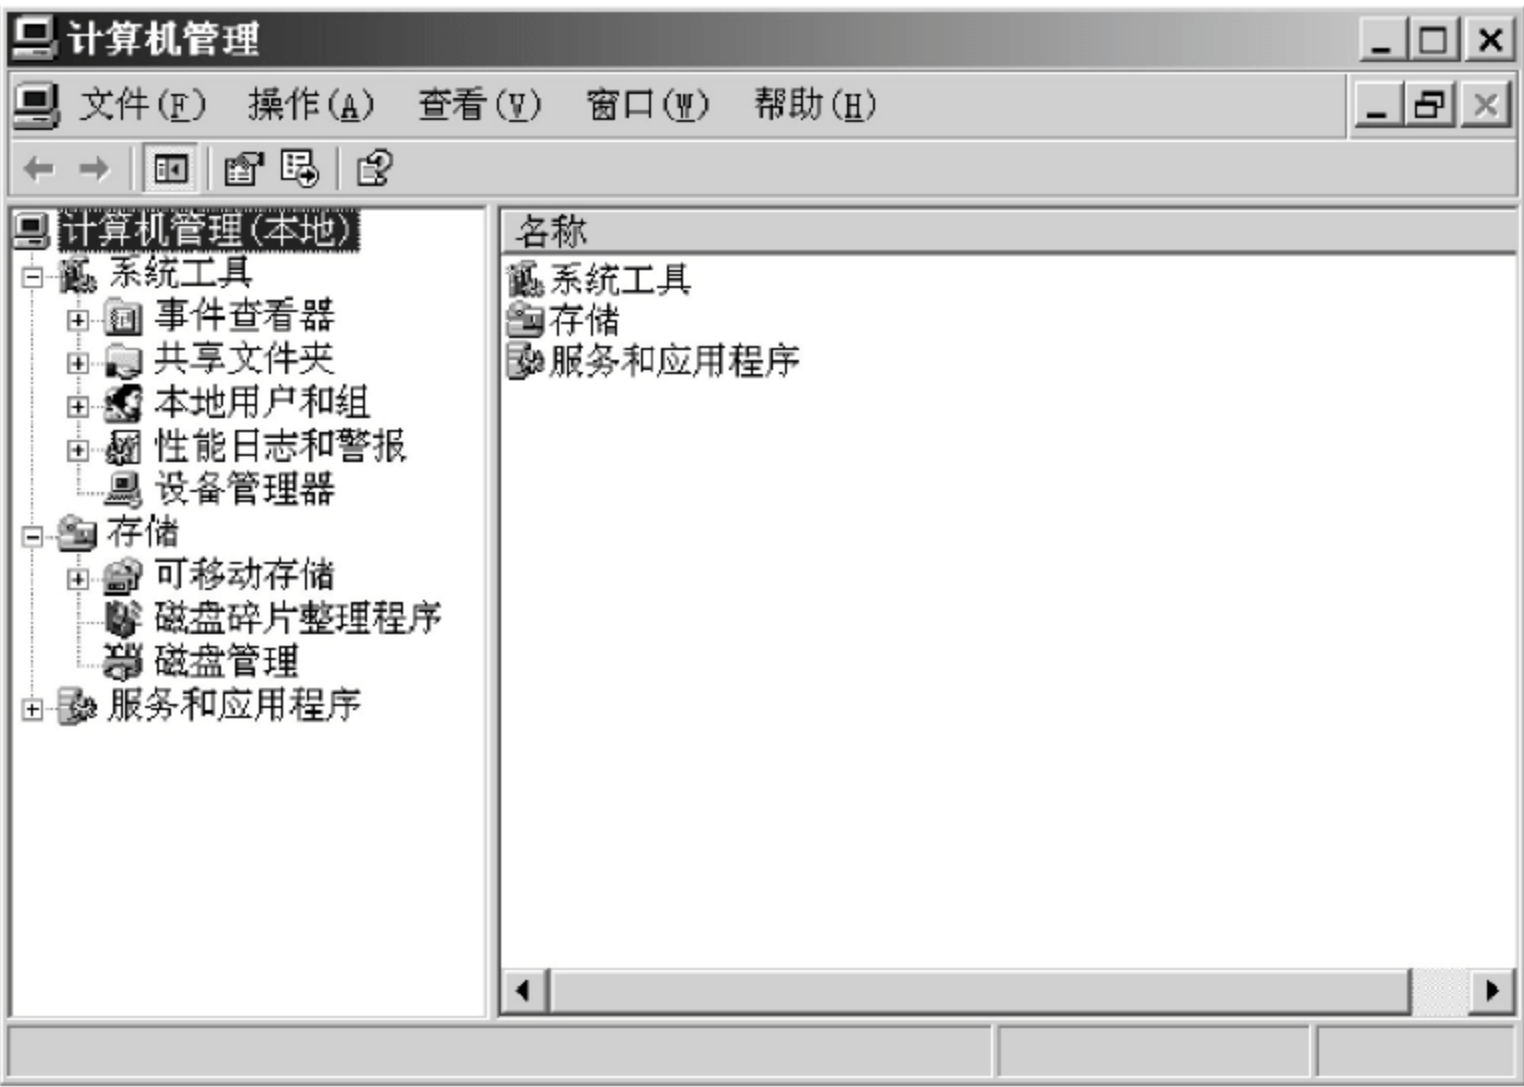 计算机管理
文件(F) 操作(A) 查看(V) 窗口(W) 帮助(H)
计算机管理(本地)
系统工具
事件查看器
共享文件夹
本地用户和组
性能日志和警报
设备管理器
存储
可移动存储
磁盘碎片整理程序
磁盘管理
服务和应用程序
名称
系统工具
存储
服务和应用程序